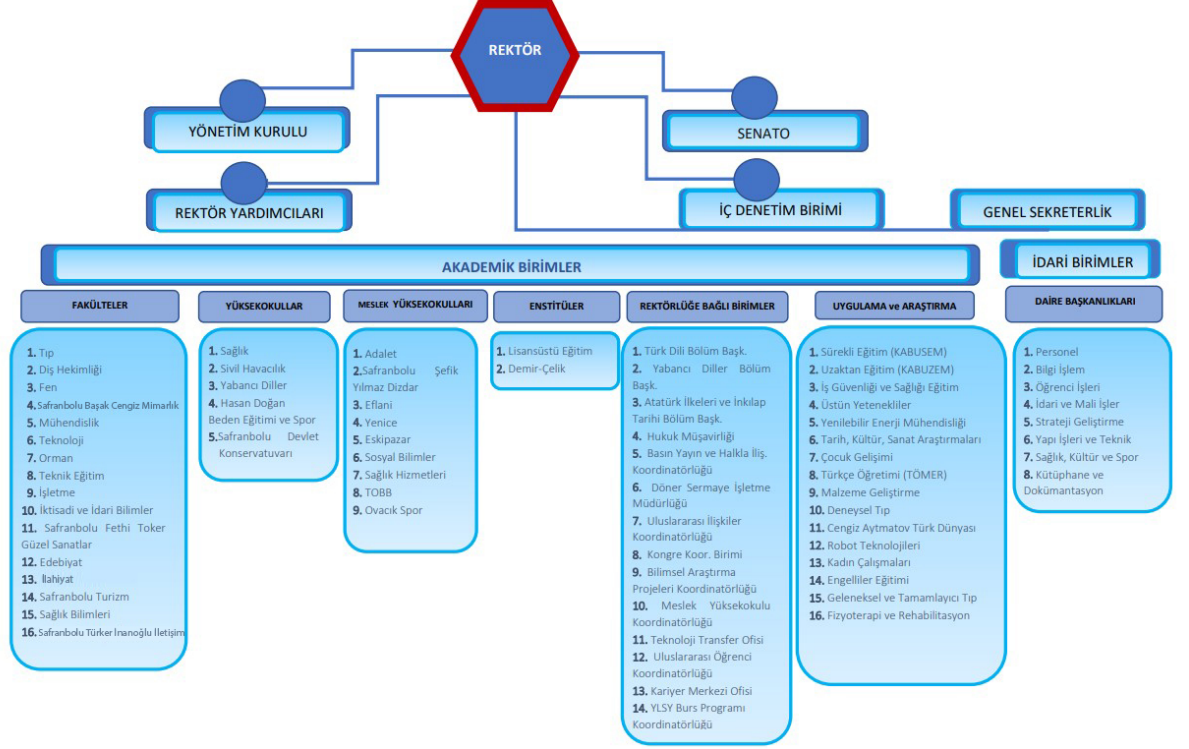 REKTÖR
YÖNETİM KURULU
SENATO
REKTÖR YARDIMCILARI
İÇ DENETİM BİRİMİ
GENEL SEKRETERLİK
AKADEMİK BİRİMLER
İDARİ BİRİMLER
FAKÜLTELER
1. Tıp
2. Diş Hekimliği
3. Fen
4. Safranbolu Başak Cengiz Mimarlık
5. Mühendislik
6. Teknoloji
7. Orman
8. Teknik Eğitim
9. İşletme
10. İktisadi ve İdari Bilimler
11. Safranbolu Fethi Toker
Güzel Sanatlar
12. Edebiyat
13. İlahiyat
14. Safranbolu Turizm
15. Sağlık Bilimleri
16. Safranbolu Türker İnanoğlu İletişim
YÜKSEKOKULLAR
1. Sağlık
2. Sivil Havacılık
3. Yabancı Diller
4. Hasan Doğan
Beden Eğitimi ve Spor
5.Safranbolu Devlet
Konservatuvarı
MESLEK YÜKSEKOKULLARI
1. Adalet
2.Safranbolu Şefik
Yılmaz Dizdar
3. Eflani
4. Yenice
5. Eskipazar
6. Sosyal Bilimler
7. Sağlık Hizmetleri
8. TOBB
9. Ovacık Spor
ENSTİTÜLER
1. Lisansüstü Eğitim
2. Demir-Çelik
REKTÖRLÜĞE BAĞLI BİRİMLER
1. Türk Dili Bölüm Başk.
2. Yabancı Diller Bölüm
Başk.
3. Atatürk İlkeleri ve İnkılap
Tarihi Bölüm Başk.
4. Hukuk Müşavirliği
5. Basın Yayın ve Halkla İliş.
Koordinatörlüğü
6. Döner Sermaye İşletme
Müdürlüğü
7. Uluslararası İlişkiler
Koordinatörlüğü
8. Kongre Koor. Birimi
9. Bilimsel Araştırma
Projeleri Koordinatörlüğü
10. Meslek Yüksekokulu
Koordinatörlüğü
11. Teknoloji Transfer Ofisi
12. Uluslararası Öğrenci
Koordinatörlüğü
13. Kariyer Merkezi Ofisi
14. YLSY Burs Programı
Koordinatörlüğü
UYGULAMA ve ARAŞTIRMA
1. Sürekli Eğitim (KABUSEM)
2. Uzaktan Eğitim (KABUZEM)
3. İş Güvenliği ve Sağlığı Eğitim
4. Üstün Yetenekliler
5. Yenilebilir Enerji Mühendisliği
6. Tarih, Kültür, Sanat Araştırmaları
7. Çocuk Gelişimi
8. Türkçe Öğretimi (TÖMER)
9. Malzeme Geliştirme
10. Deneysel Tıp
11. Cengiz Aytmatov Türk Dünyası
12. Robot Teknolojileri
13. Kadın Çalışmaları
14. Engelliler Eğitimi
15. Geleneksel ve Tamamlayıcı Tıp
16. Fizyoterapi ve Rehabilitasyon
DAİRE BAŞKANLIKLARI
1. Personel
2. Bilgi İşlem
3. Öğrenci İşleri
4. İdari ve Mali İşler
5. Strateji Geliştirme
6. Yapı İşleri ve Teknik
7. Sağlık, Kültür ve Spor
8. Kütüphane ve
Dokümantasyon